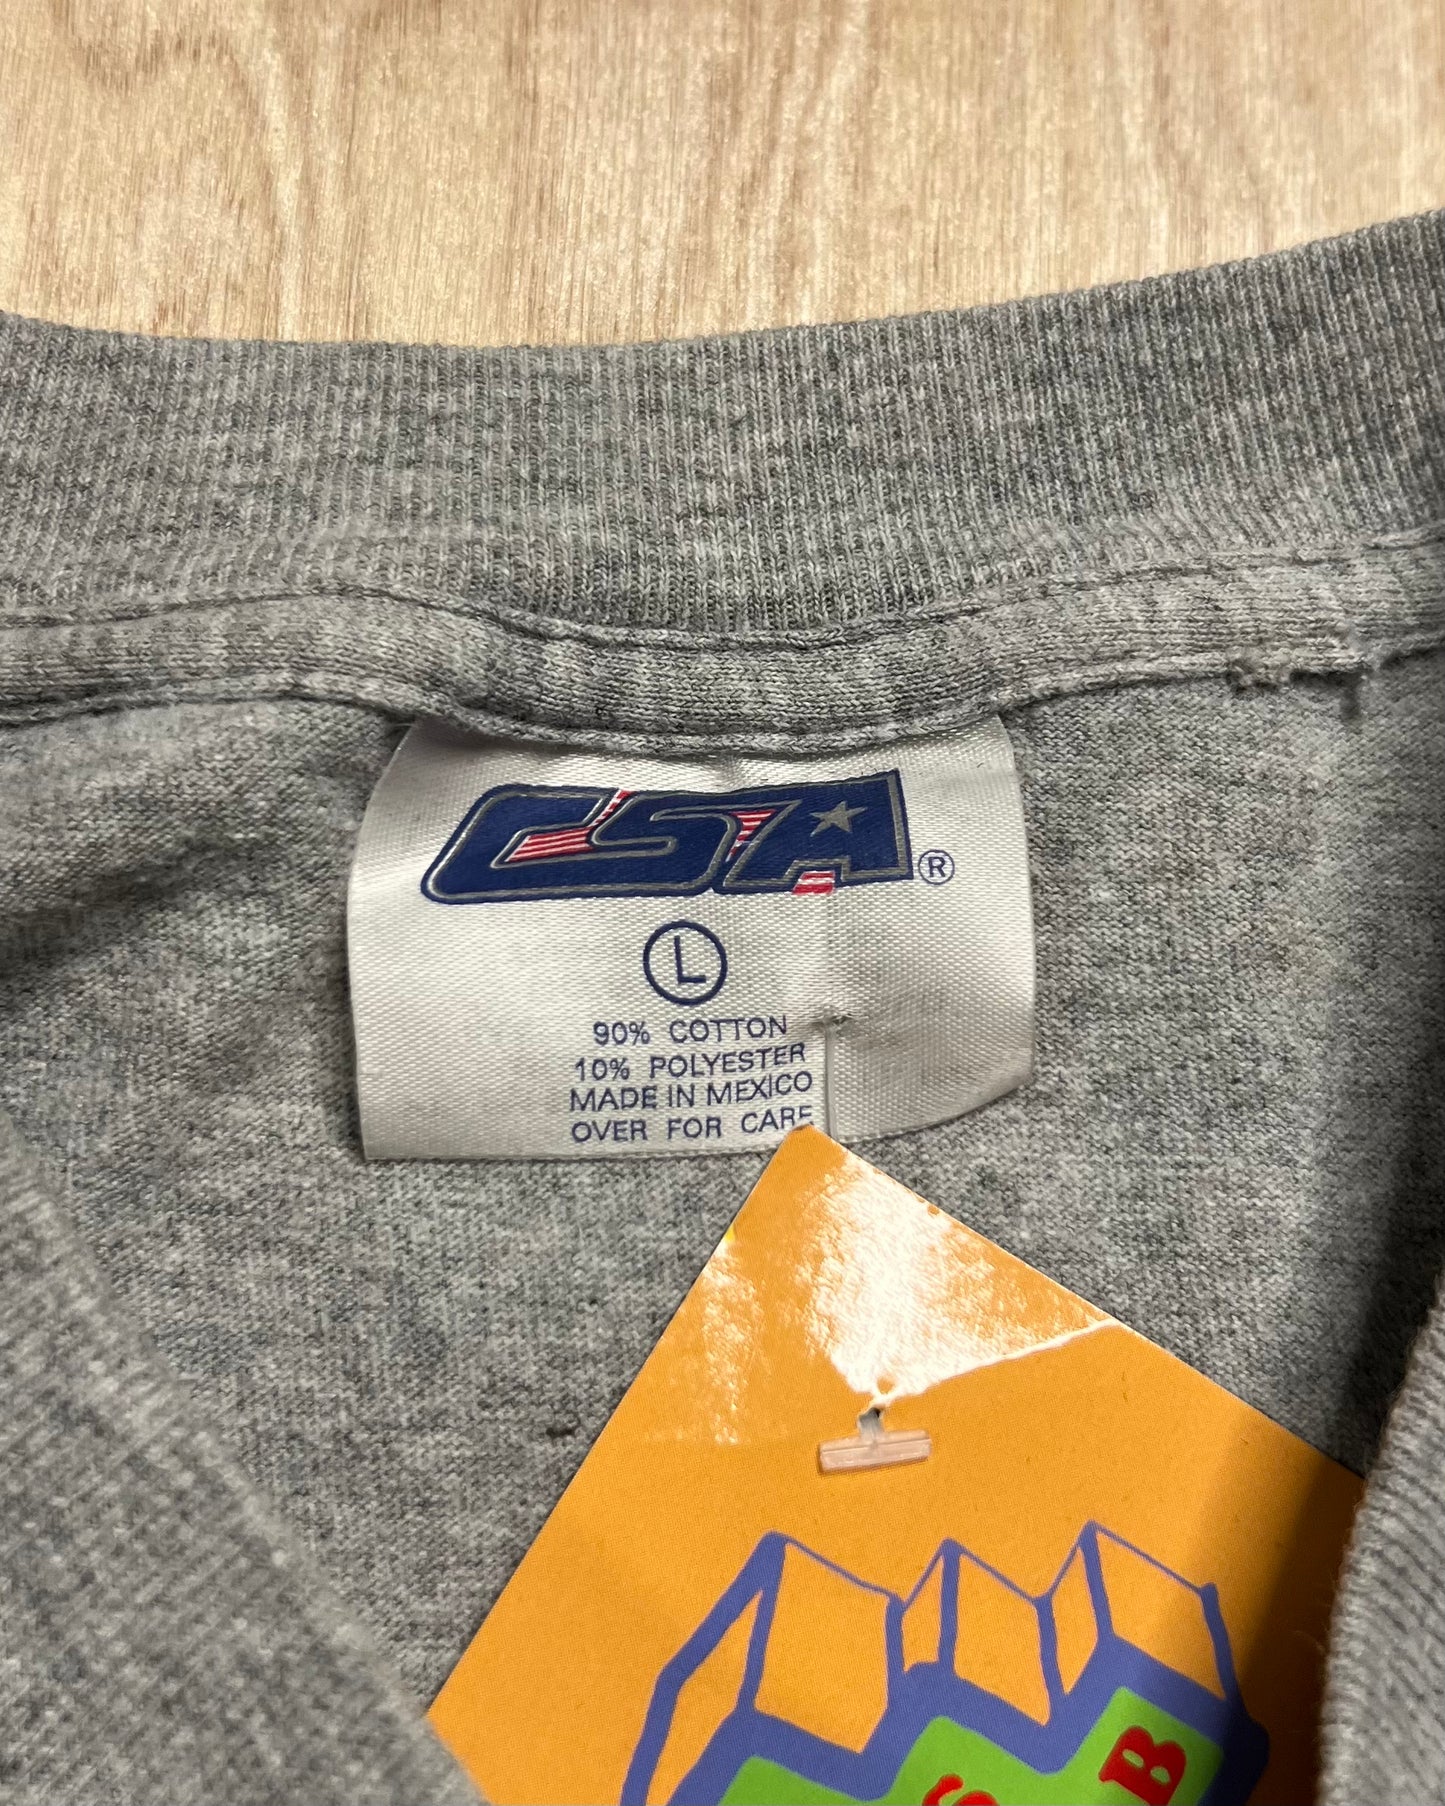 CSA®
L
90% COTTON
10% POLYESTER
MADE IN MEXICO
OVER FOR CARE
S B